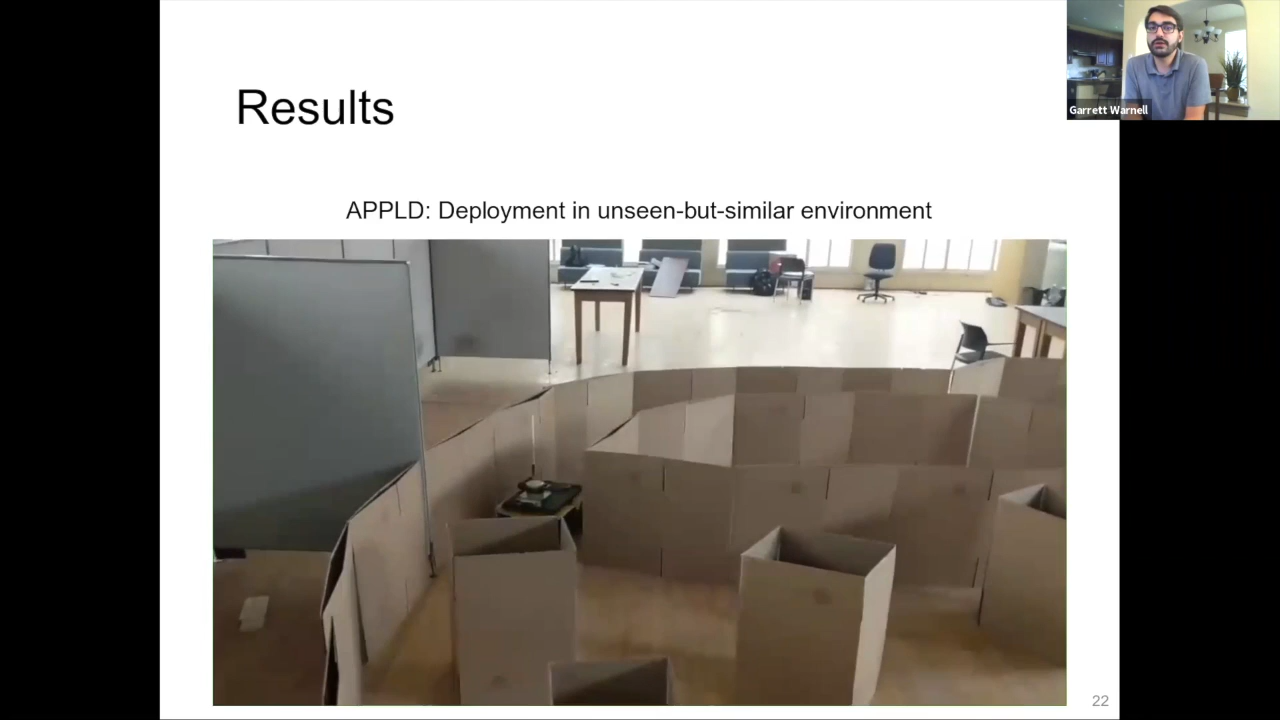 Results
Garrett Warnell
APPLD: Deployment in unseen-but-similar environment
22